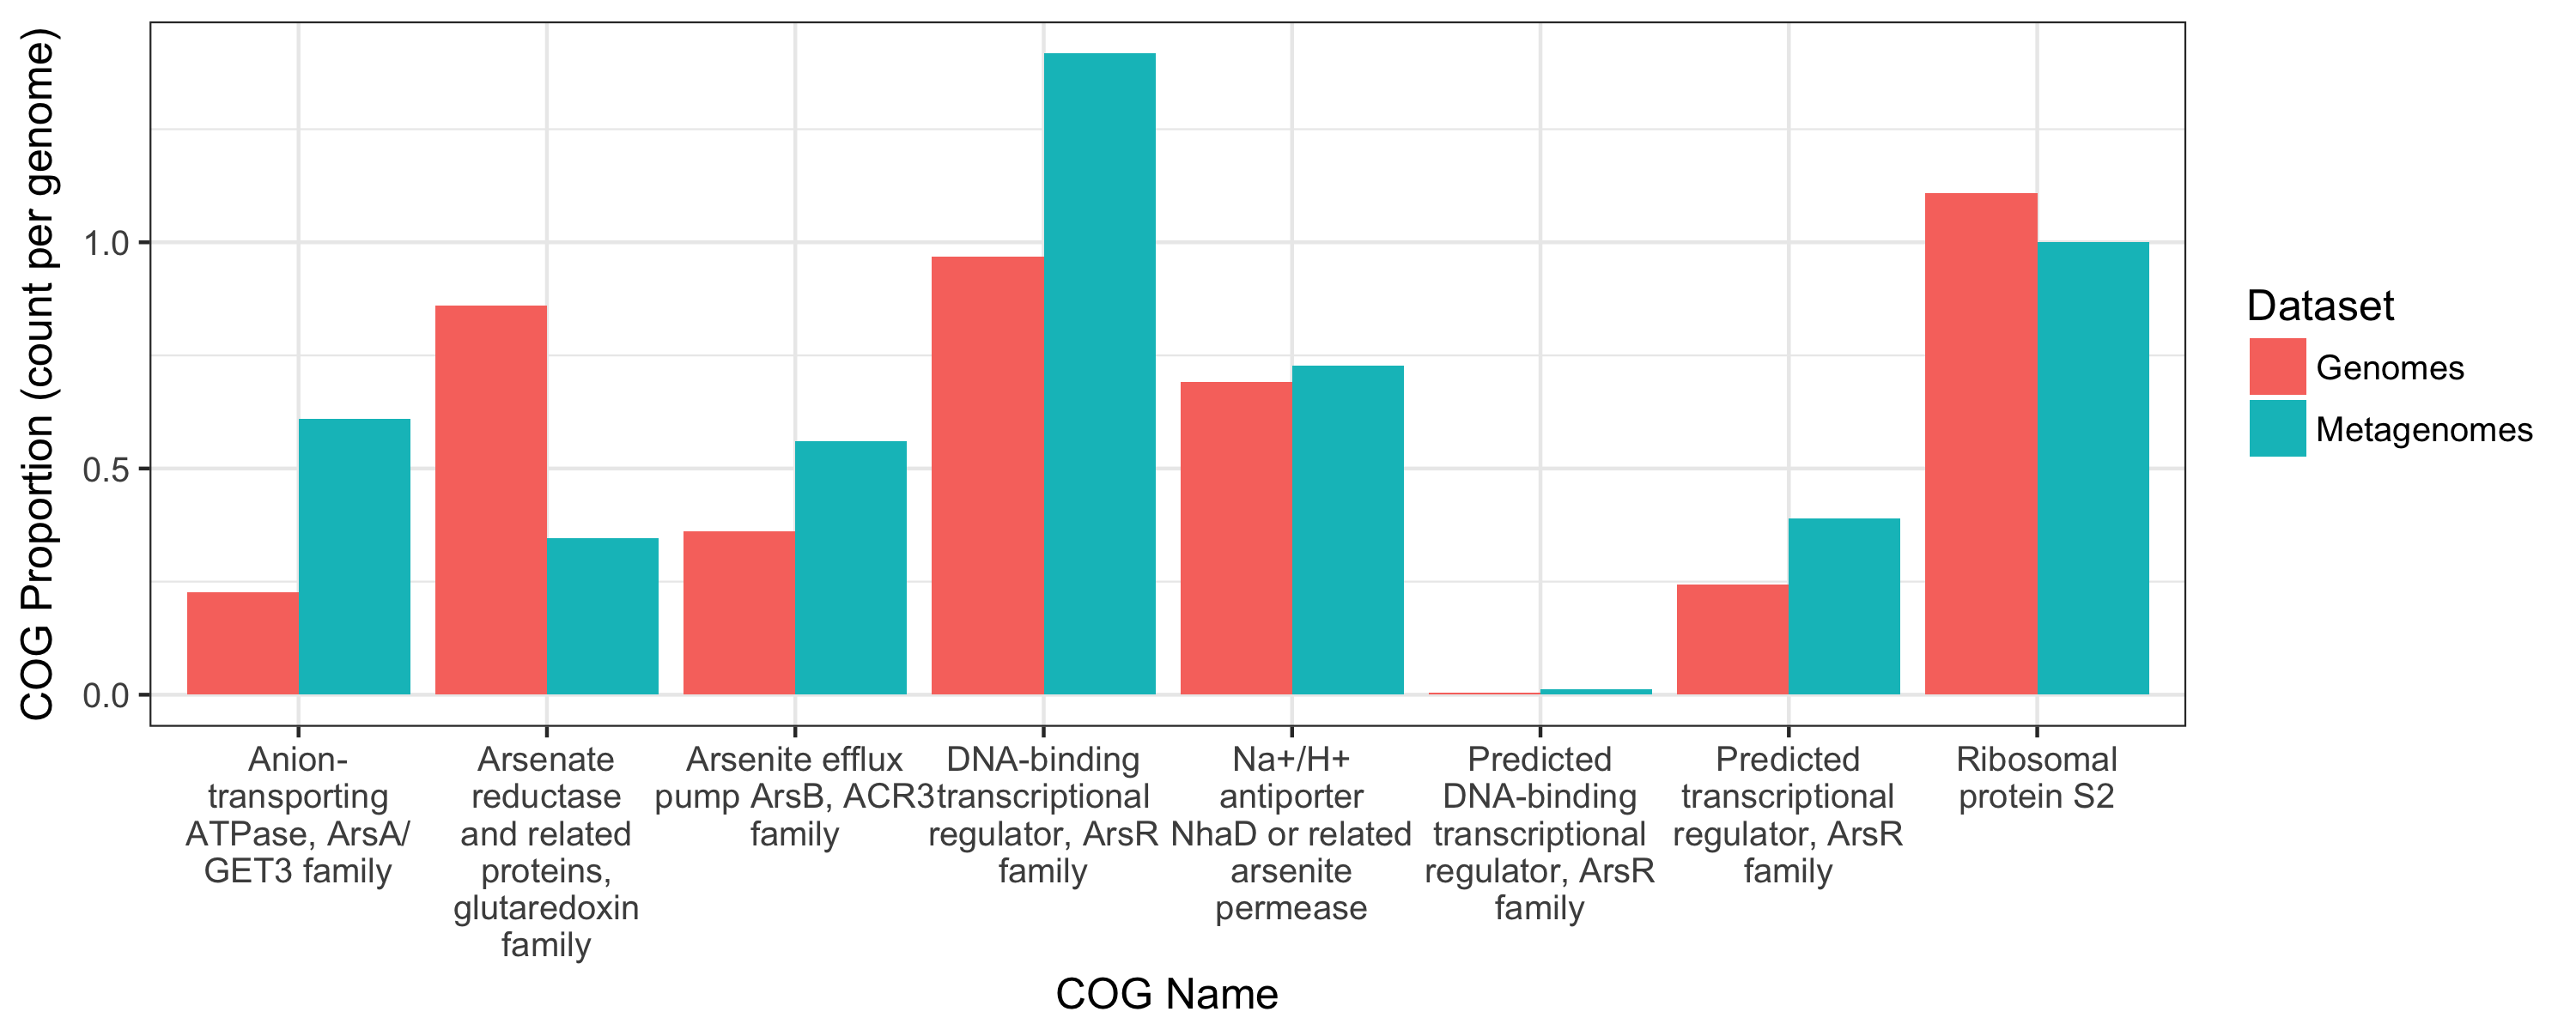 COG Proportion (count per genome)
1.0
0.5
0.0
Anion-
transporting
ATPase, ArsA/
GET3 family
Arsenate
reductase
and related
proteins,
glutaredoxin
family
Arsenite efflux
pump ArsB, ACR3
family
DNA-binding
transcriptional
regulator, ArsR
family
Na+/H+
antiporter
NhaD or related
arsenite
permease
Predicted
DNA-binding
transcriptional
regulator, ArsR
family
Predicted
transcriptional
regulator, ArsR
family
Ribosomal
protein S2
COG Name
Dataset
Genomes
Metagenomes